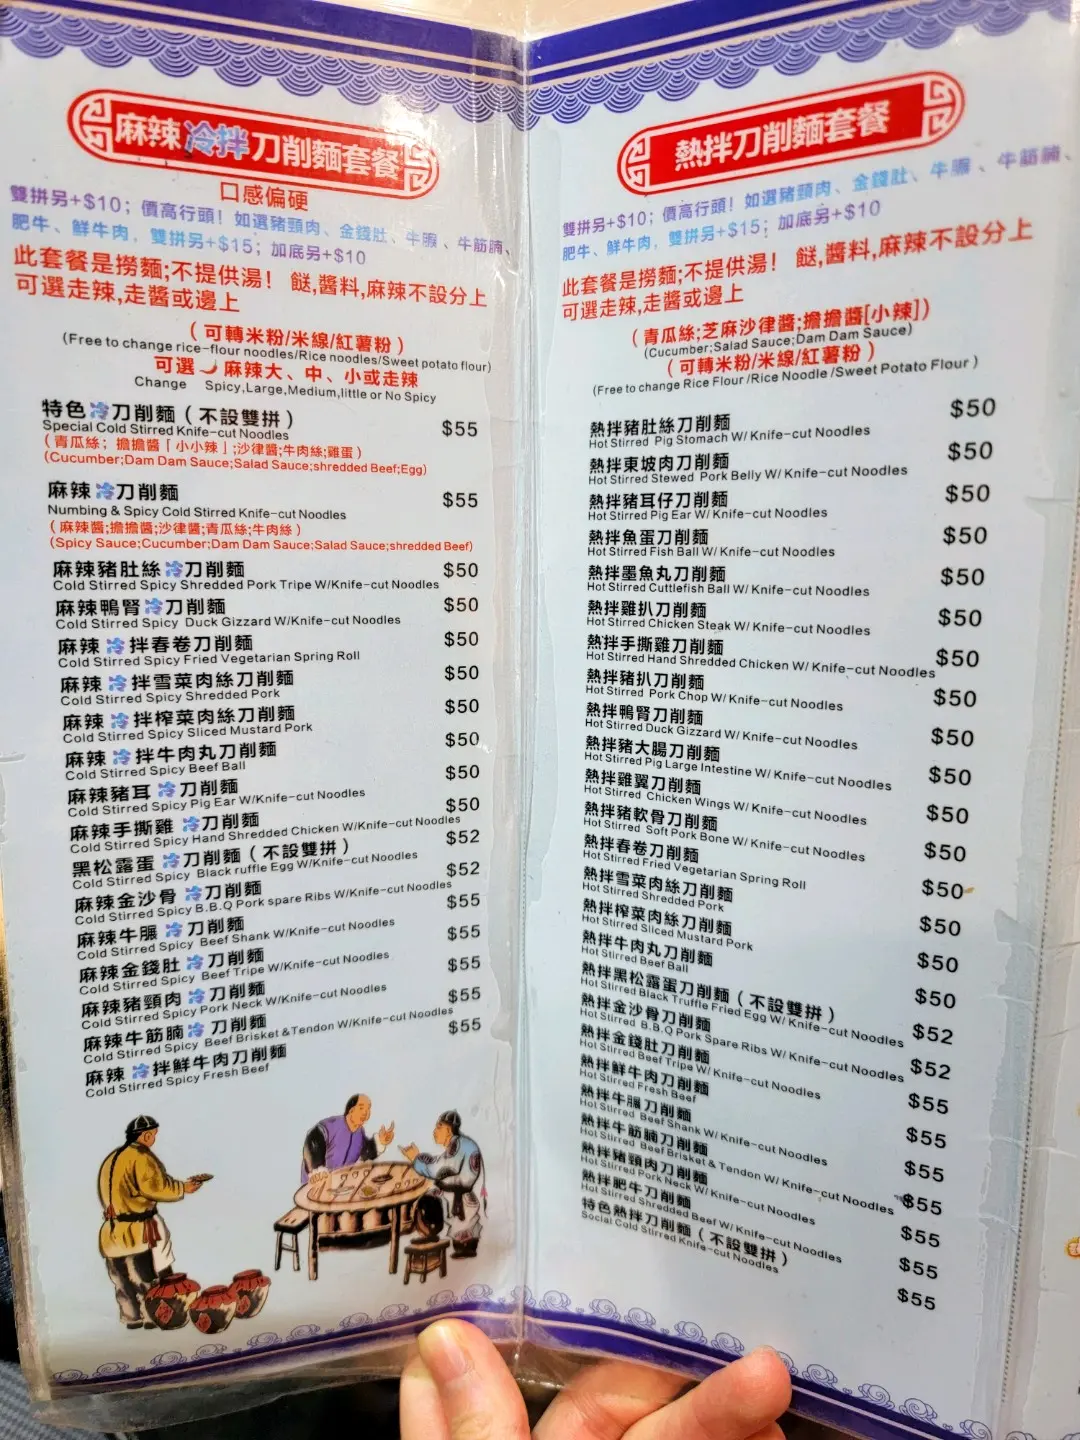 麻辣冷拌刀削麵套餐
口感偏硬
雙拼另+$10；價高行頭！如選豬頸肉、金錢肚、牛𦟌、牛筋腩、
肥牛、鮮牛肉，雙拼另+$15；加底另+$10
此套餐是撈麵;不提供湯！ 餸,醬料,麻辣不設分上
可選走辣,走醬或邊上
（可轉米粉/米線/紅薯粉）
(Free to change rice-flour noodles/Rice noodles/Sweet potato flour)
可選 麻辣大、中、小或走辣
Change Spicy,Large,Medium,little or No Spicy
特色冷刀削麵（不設雙拼） $55
Special Cold Stirred Knife-cut Noodles
（青瓜絲；擔擔醬「小小辣」;沙律醬;牛肉絲;雞蛋）
(Cucumber;Dam Dam Sauce;Salad Sauce;shredded Beef;Egg)
麻辣冷刀削麵 $55
Numbing & Spicy Cold Stirred Knife-cut Noodles
（麻辣醬;擔擔醬;沙律醬;青瓜絲;牛肉絲）
(Spicy Sauce;Cucumber;Dam Dam Sauce;Salad Sauce;shredded Beef)
麻辣豬肚絲冷刀削麵 $50
Cold Stirred Spicy Shredded Pork Tripe W/Knife-cut Noodles
麻辣鴨腎冷刀削麵 $50
Cold Stirred Spicy Duck Gizzard W/Knife-cut Noodles
麻辣冷拌春卷刀削麵 $50
Cold Stirred Spicy Fried Vegetarian Spring Roll
麻辣冷拌雪菜肉絲刀削麵 $50
Cold Stirred Spicy Shredded Pork
麻辣冷拌榨菜肉絲刀削麵 $50
Cold Stirred Spicy Sliced Mustard Pork
麻辣冷拌牛肉丸刀削麵 $50
Cold Stirred Spicy Beef Ball
麻辣豬耳冷刀削麵 $50
Cold Stirred Spicy Pig Ear W/Knife-cut Noodles
麻辣手撕雞冷刀削麵 $50
Cold Stirred Spicy Hand Shredded Chicken W/Knife-cut Noodles
黑松露蛋冷刀削麵（不設雙拼） $52
Cold Stirred Spicy Black ruffle Egg W/Knife-cut Noodles
麻辣金沙骨冷刀削麵 $52
Cold Stirred Spicy B.B.Q Pork spare Ribs W/Knife-cut Noodles
麻辣牛𦟌冷刀削麵 $55
Cold Stirred Spicy Beef Shank W/Knife-cut Noodles
麻辣金錢肚冷刀削麵 $55
Cold Stirred Spicy Beef Tripe W/Knife-cut Noodles
麻辣豬頸肉冷刀削麵 $55
Cold Stirred Spicy Pork Neck W/Knife-cut Noodles
麻辣牛筋腩冷刀削麵 $55
Cold Stirred Spicy Beef Brisket &Tendon W/Knife-cut Noodles
麻辣冷拌鮮牛肉刀削麵 $55
Cold Stirred Spicy Fresh Beef
熱拌刀削麵套餐
雙拼另+$10；價高行頭！如選豬頸肉、金錢肚、牛𦟌、牛筋腩、
肥牛、鮮牛肉，雙拼另+$15；加底另+$10
此套餐是撈麵;不提供湯！ 餸,醬料,麻辣不設分上
可選走辣,走醬或邊上
（青瓜絲;芝麻沙律醬;擔擔醬[小辣]）
(Cucumber;Salad Sauce;Dam Dam Sauce)
（可轉米粉/米線/紅薯粉）
(Free to change Rice Flour /Rice Noodle /Sweet Potato Flour )
熱拌豬肚絲刀削麵 $50
Hot Stirred Pig Stomach W/ Knife-cut Noodles
熱拌東坡肉刀削麵 $50
Hot Stirred Stewed Pork Belly W/ Knife-cut Noodles
熱拌豬耳仔刀削麵 $50
Hot Stirred Pig Ear W/ Knife-cut Noodles
熱拌魚蛋刀削麵 $50
Hot Stirred Fish Ball W/ Knife-cut Noodles
熱拌墨魚丸刀削麵 $50
Hot Stirred Cuttlefish Ball W/ Knife-cut Noodles
熱拌雞扒刀削麵 $50
Hot Stirred Chicken Steak W/ Knife-cut Noodles
熱拌手撕雞刀削麵 $50
Hot Stirred Hand Shredded Chicken W/ Knife-cut Noodles
熱拌豬扒刀削麵 $50
Hot Stirred Pork Chop W/ Knife-cut Noodles
熱拌鴨腎刀削麵 $50
Hot Stirred Duck Gizzard W/ Knife-cut Noodles
熱拌豬大腸刀削麵 $50
Hot Stirred Pig Large Intestine W/ Knife-cut Noodles
熱拌雞翼刀削麵 $50
Hot Stirred Chicken Wings W/ Knife-cut Noodles
熱拌豬軟骨刀削麵 $50
Hot Stirred Soft Pork Bone W/ Knife-cut Noodles
熱拌春卷刀削麵 $50
Hot Stirred Fried Vegetarian Spring Roll
熱拌雪菜肉絲刀削麵 $50
Hot Stirred Shredded Pork
熱拌榨菜肉絲刀削麵 $50
Hot Stirred Sliced Mustard Pork
熱拌牛肉丸刀削麵 $50
Hot Stirred Beef Ball
熱拌黑松露蛋刀削麵（不設雙拼） $52
Hot Stirred Black Truffle Fried Egg W/ Knife-cut Noodles
熱拌金沙骨刀削麵 $52
Hot Stirred B.B.Q Pork Spare Ribs W/ Knife-cut Noodles
熱拌金錢肚刀削麵 $55
Hot Stirred Beef Tripe W/ Knife-cut Noodles
熱拌鮮牛肉刀削麵 $55
Hot Stirred Fresh Beef
熱拌牛𦟌刀削麵 $55
Hot Stirred Beef Shank W/ Knife-cut Noodles
熱拌牛筋腩刀削麵 $55
Hot Stirred Beef Brisket & Tendon W/ Knife-cut Noodles
熱拌豬頸肉刀削麵 $55
Hot Stirred Pork Neck W/ Knife-cut Noodles
熱拌肥牛刀削麵 $55
Hot Stirred Shredded Beef W/ Knife-cut Noodles
特色熱拌刀削麵（不設雙拼） $55
Social Cold Stirred Knife-cut Noodles